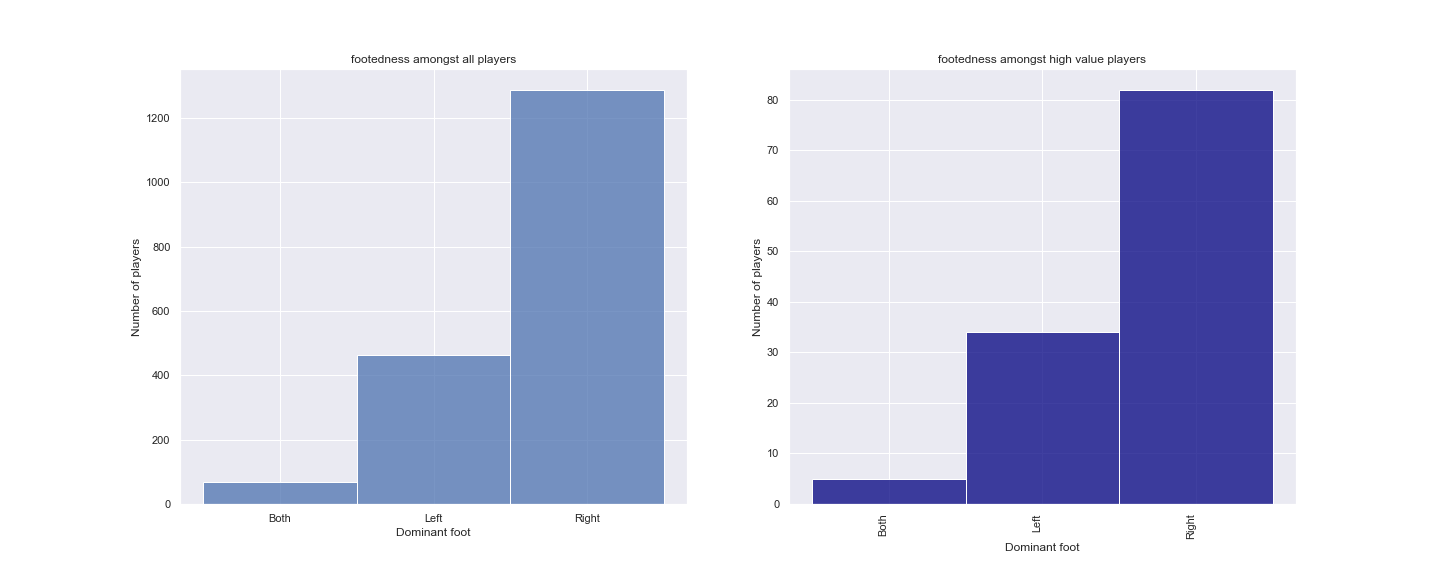 footedness amongst all players
1200
1000
800
600
400
200
0
Number of players
Both Left Right
Dominant foot
footedness amongst high value players
80
70
60
50
40
30
20
10
0
Number of players
Both Left Right
Dominant foot